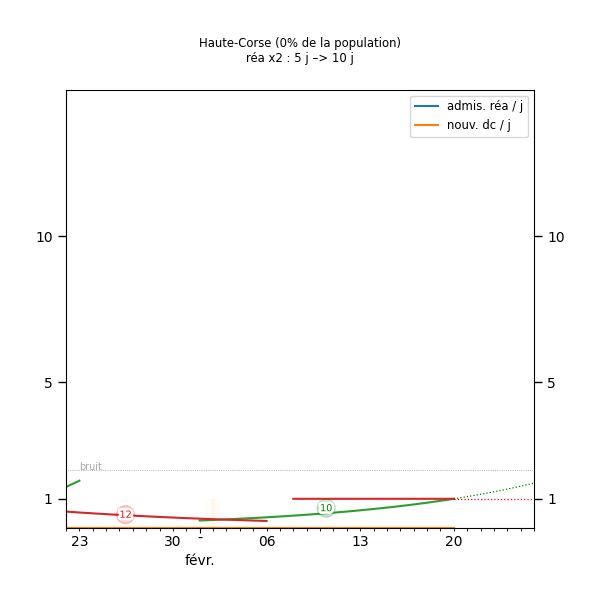 Haute-Corse (0% de la population)
réa x2 : 5 j –> 10 j
admis. réa / j
nouv. dc / j
10 10
5 5
bruit
1 1
-12
10
23 30 - 06 13 20
févr.